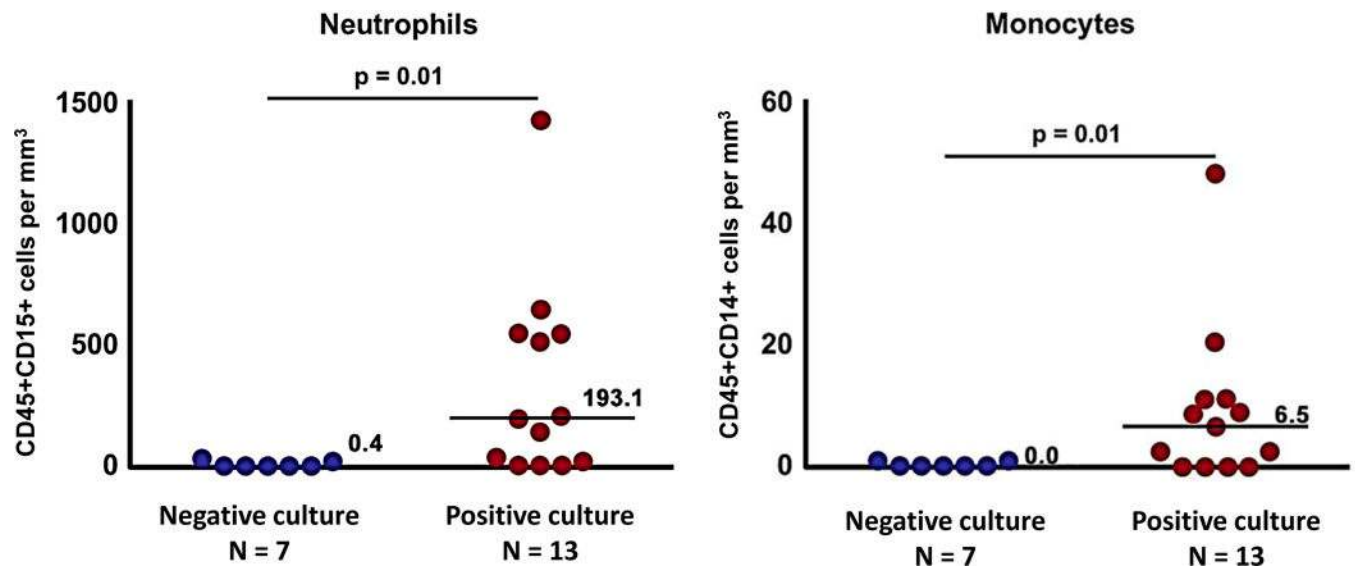 Neutrophils
p = 0.01
CD45+CD15+ cells per mm³
1500
1000
500
0
0.4
193.1
Negative culture
N = 7
Positive culture
N = 13
Monocytes
p = 0.01
CD45+CD14+ cells per mm³
60
40
20
0
0.0
6.5
Negative culture
N = 7
Positive culture
N = 13